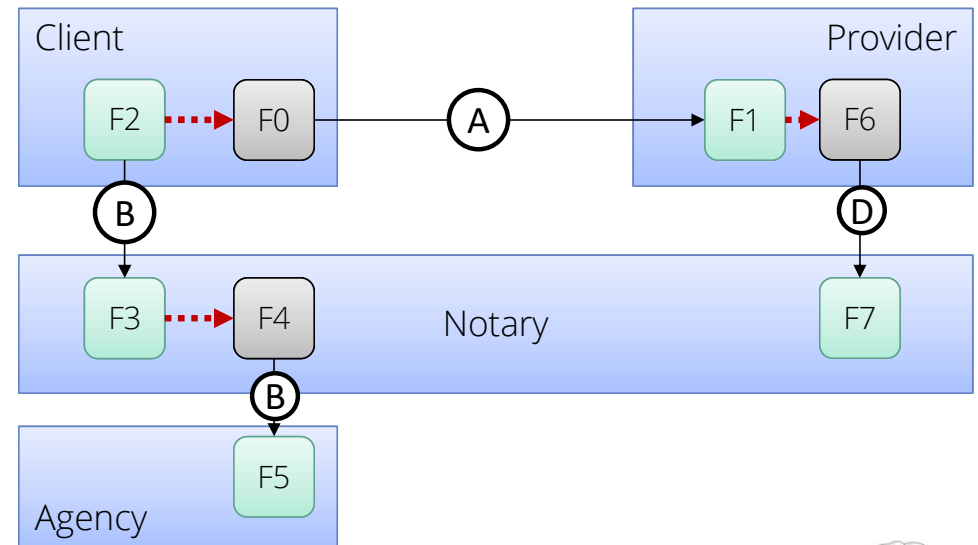 Client
Provider
F2
F0
A
F1
F6
B
D
F3
F4
Notary
F7
B
F5
Agency